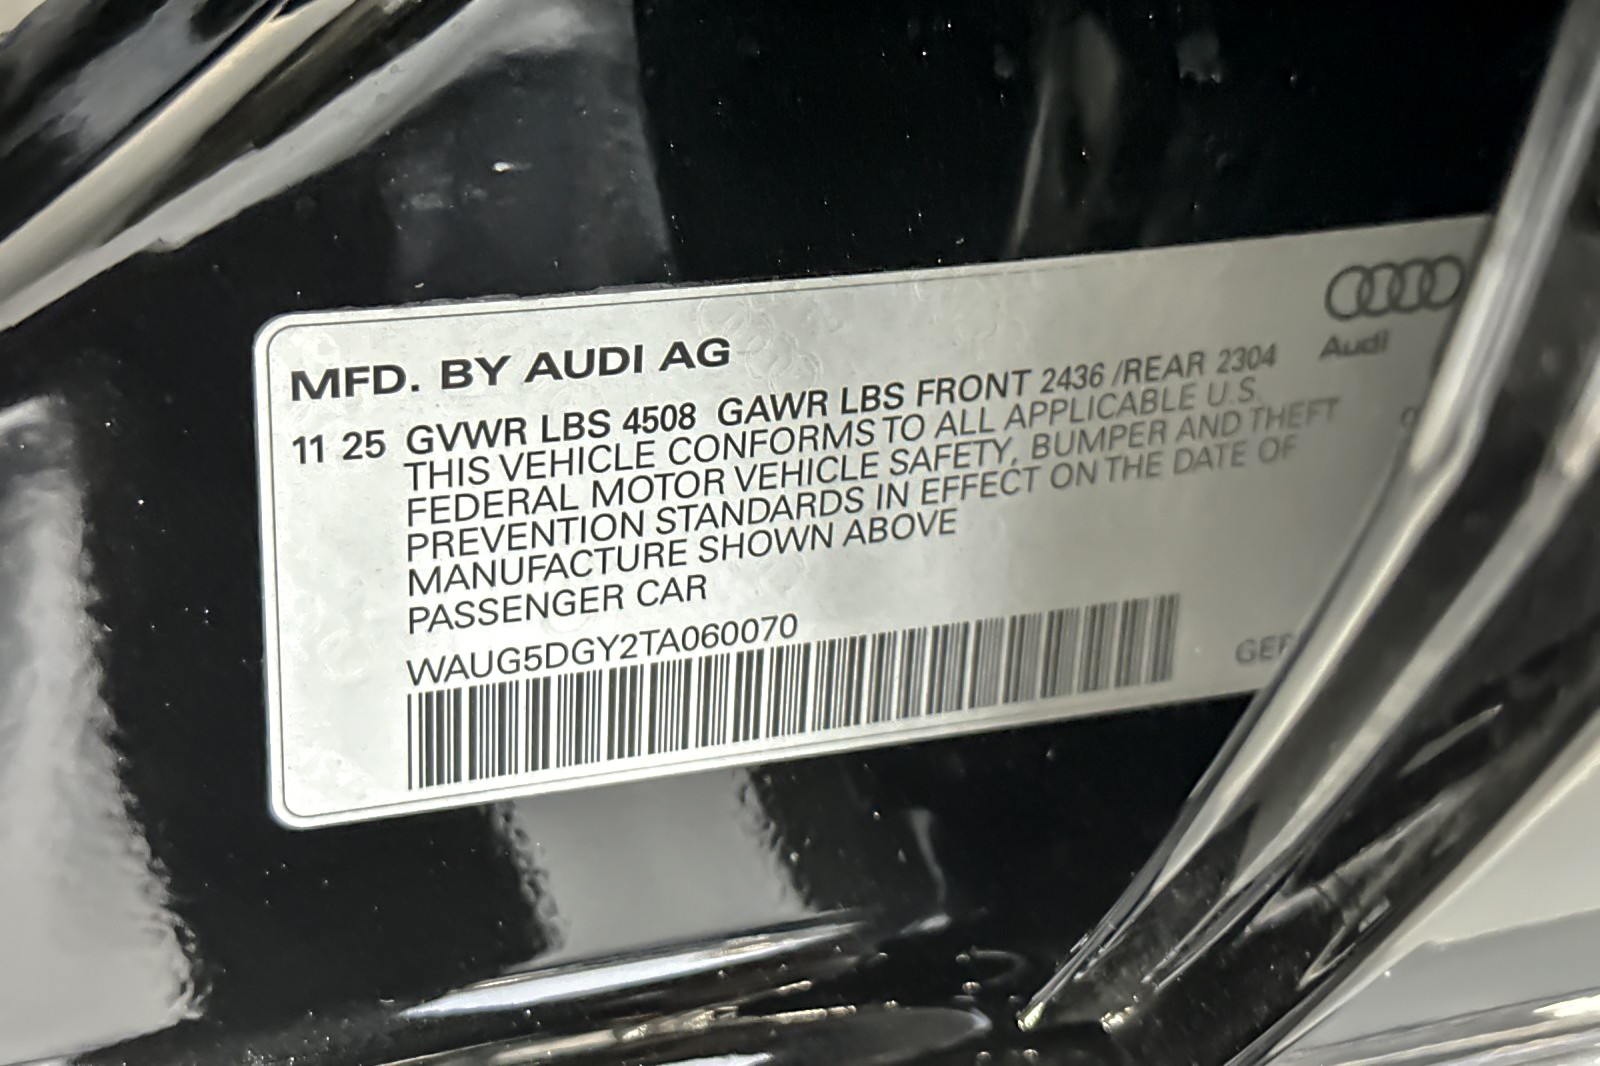 Audi
MFD. BY AUDI AG
11 25 GVWR LBS 4508 GAWR LBS FRONT 2436 /REAR 2304
THIS VEHICLE CONFORMS TO ALL APPLICABLE U.S.
FEDERAL MOTOR VEHICLE SAFETY, BUMPER AND THEFT
PREVENTION STANDARDS IN EFFECT ON THE DATE OF
MANUFACTURE SHOWN ABOVE
PASSENGER CAR
WAUG5DGY2TA060070